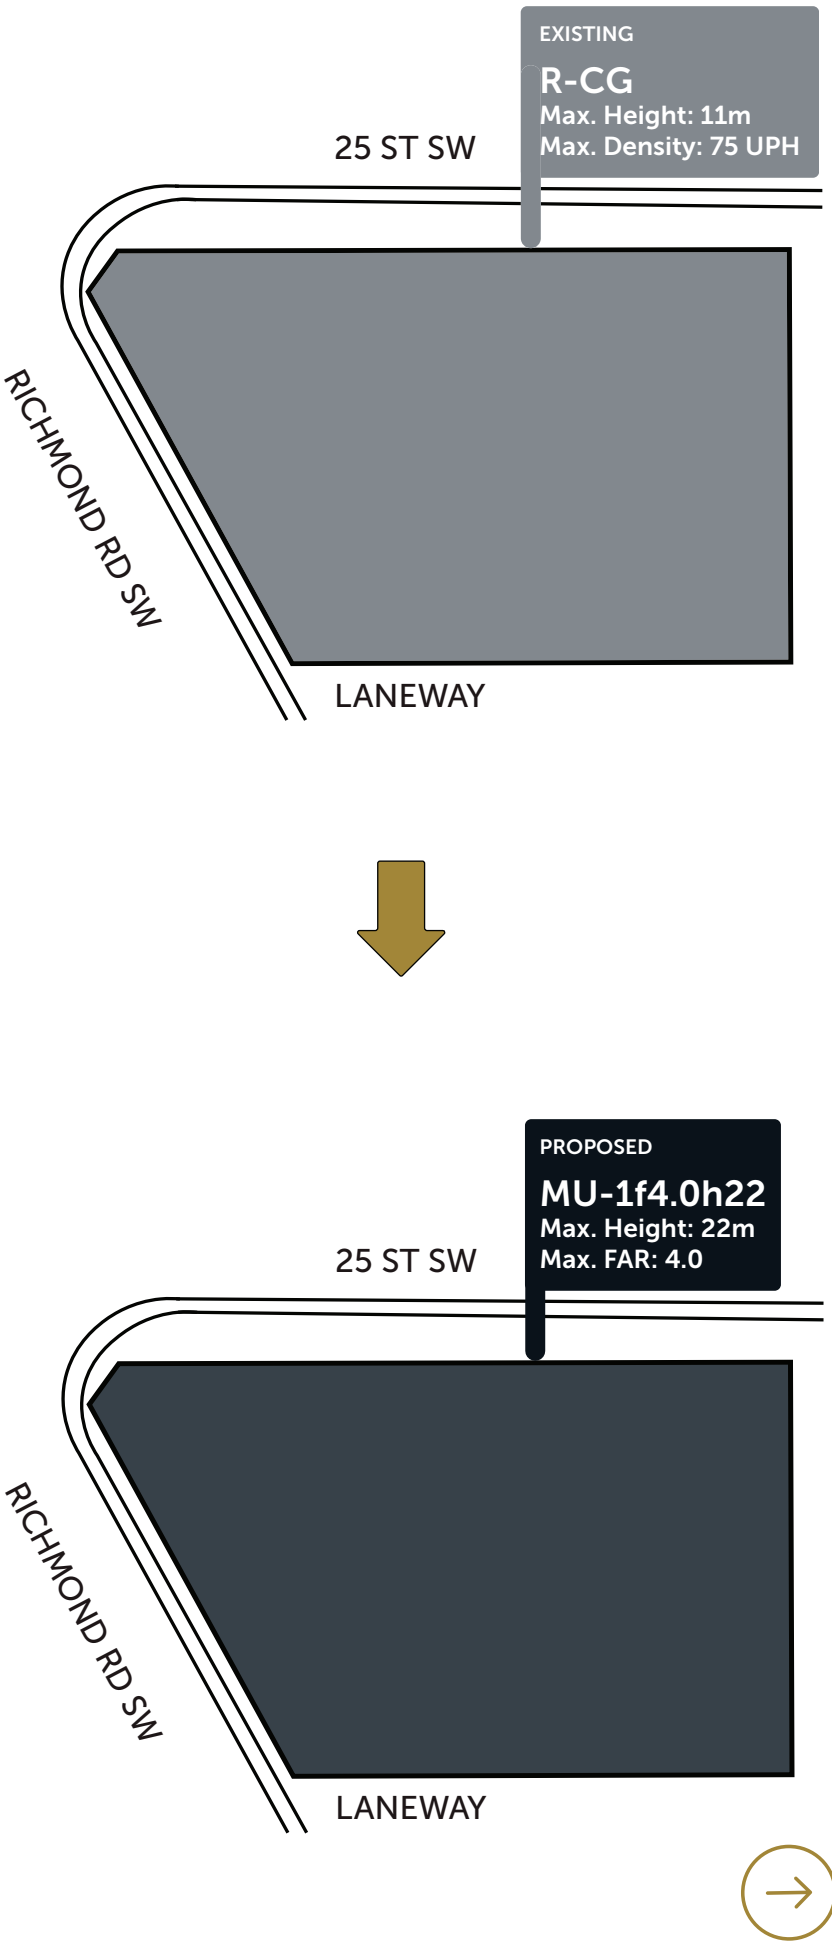 EXISTING
R-CG
Max. Height: 11m
Max. Density: 75 UPH
25 ST SW
RICHMOND RD SW
LANEWAY
PROPOSED
MU-1f4.0h22
Max. Height: 22m
Max. FAR: 4.0
25 ST SW
RICHMOND RD SW
LANEWAY